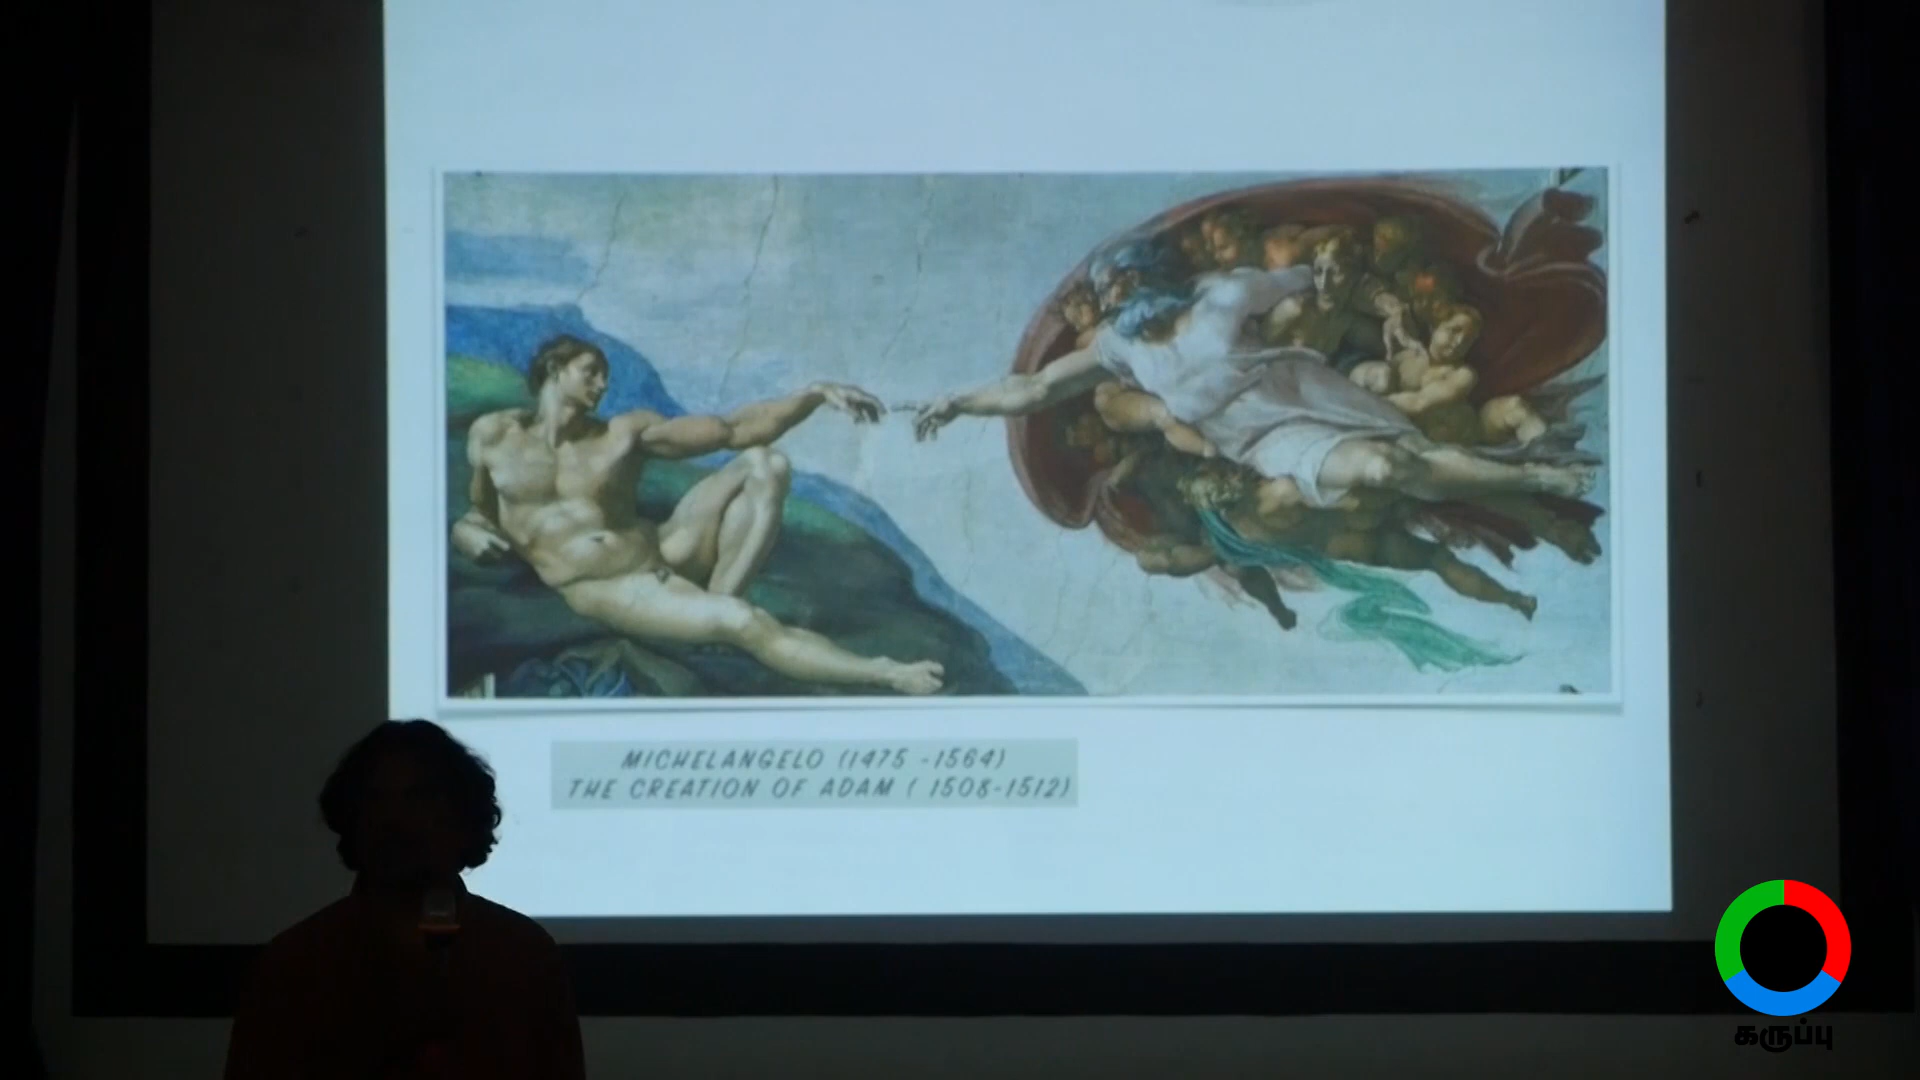 MICHELANGELO (1475 -1564)
THE CREATION OF ADAM ( 1508-1512)
கருப்பு